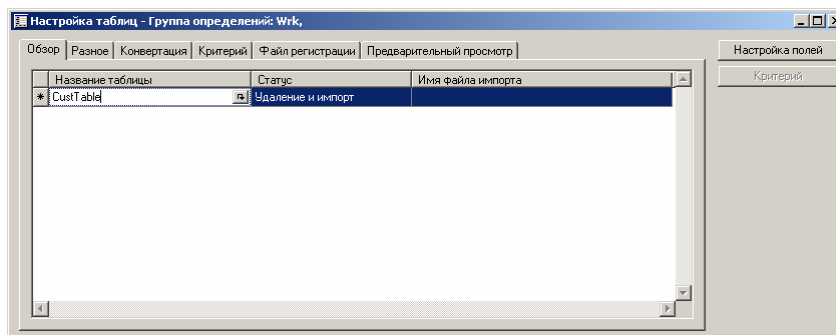 Настройка таблиц - Группа определений: Wrk,
Обзор Разное Конвертация Критерий Файл регистрации Предварительный просмотр
Настройка полей
Критерий
Название таблицы Статус Имя файла импорта
CustTable Удаление и импорт